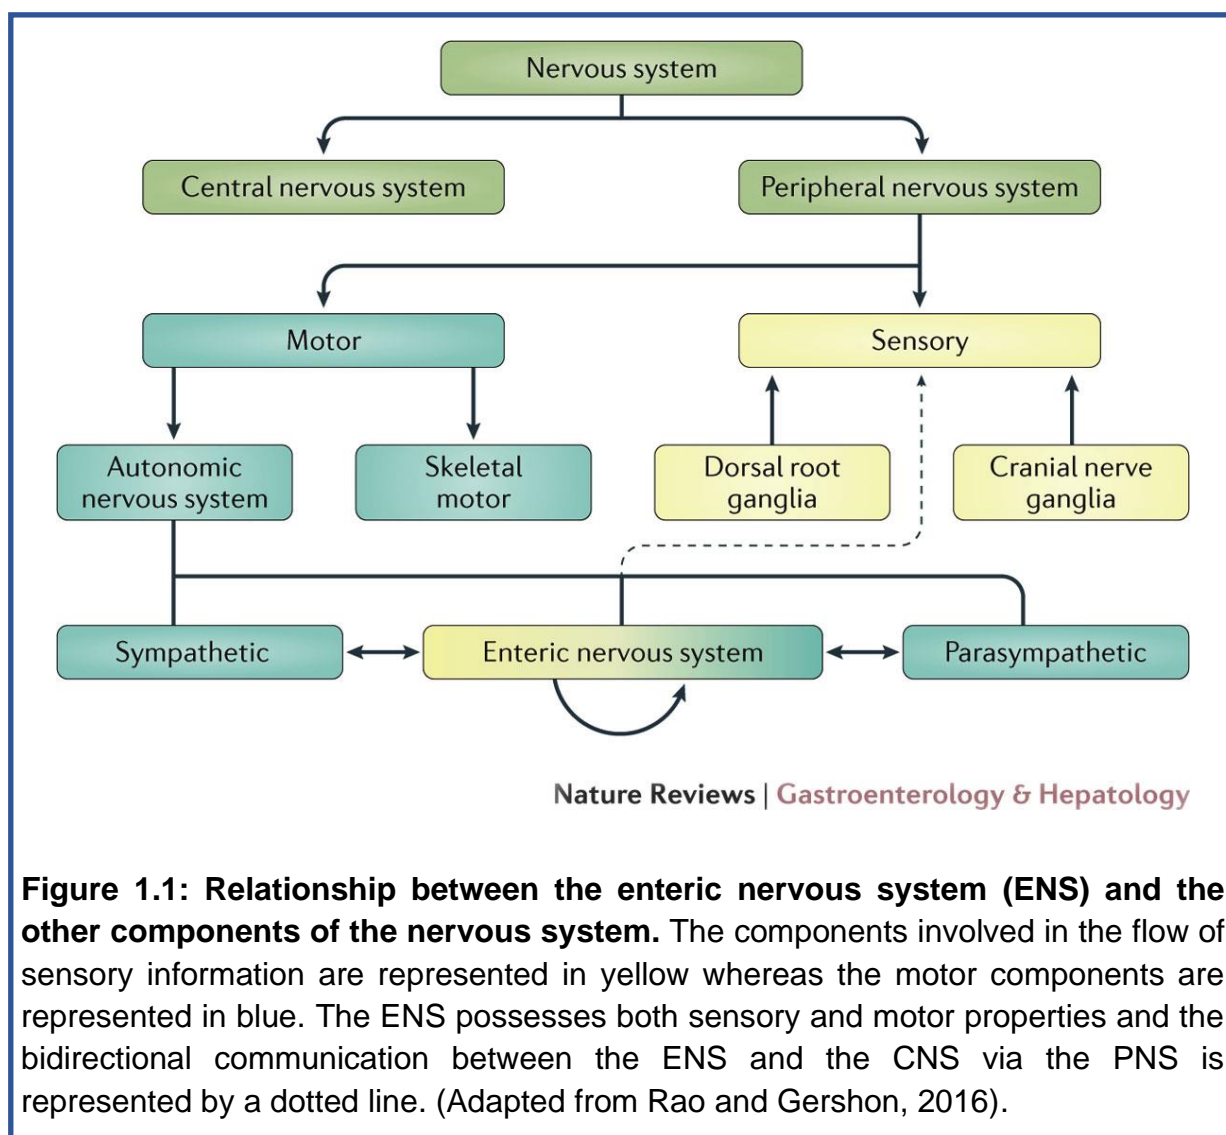 Nervous system
Central nervous system
Peripheral nervous system
Motor
Sensory
Autonomic
nervous system
Skeletal
motor
Dorsal root
ganglia
Cranial nerve
ganglia
Sympathetic
Enteric nervous system
Parasympathetic
Nature Reviews | Gastroenterology & Hepatology
Figure 1.1: Relationship between the enteric nervous system (ENS) and the
other components of the nervous system. The components involved in the flow of
sensory information are represented in yellow whereas the motor components are
represented in blue. The ENS possesses both sensory and motor properties and the
bidirectional communication between the ENS and the CNS via the PNS is
represented by a dotted line. (Adapted from Rao and Gershon, 2016).